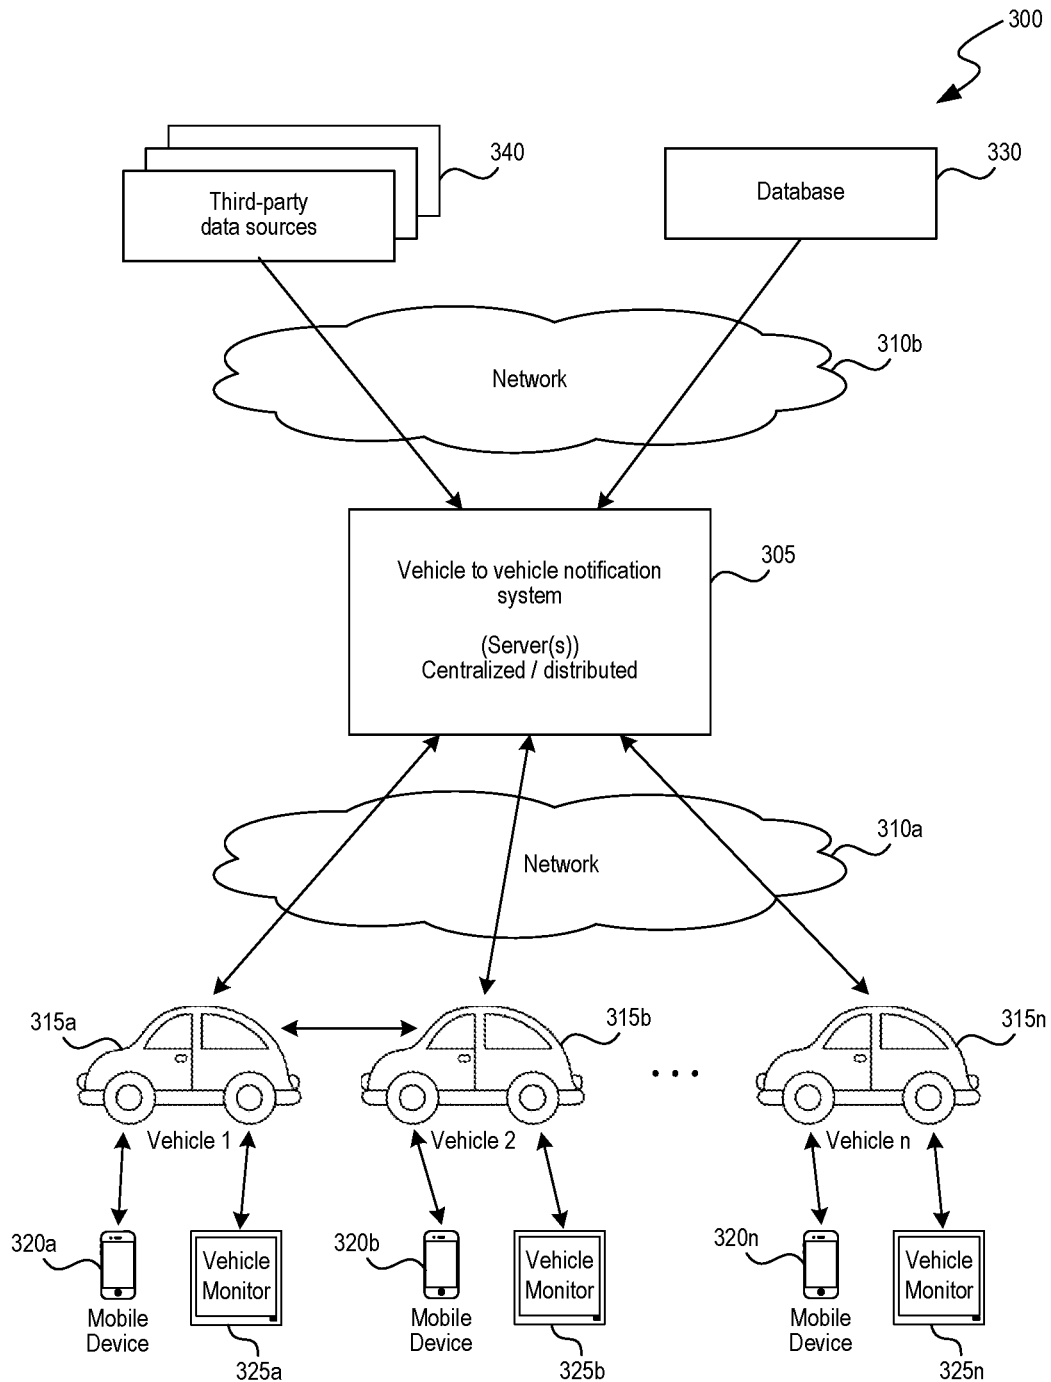 300
340
330
Third-party
data sources
Database
310b
Network
305
Vehicle to vehicle notification
system
(Server(s))
Centralized / distributed
310a
Network
315a
315b
315n
...
Vehicle 1
Vehicle 2
Vehicle n
320a
320b
320n
Vehicle
Monitor
Vehicle
Monitor
Vehicle
Monitor
Mobile
Device
Mobile
Device
Mobile
Device
325a
325b
325n